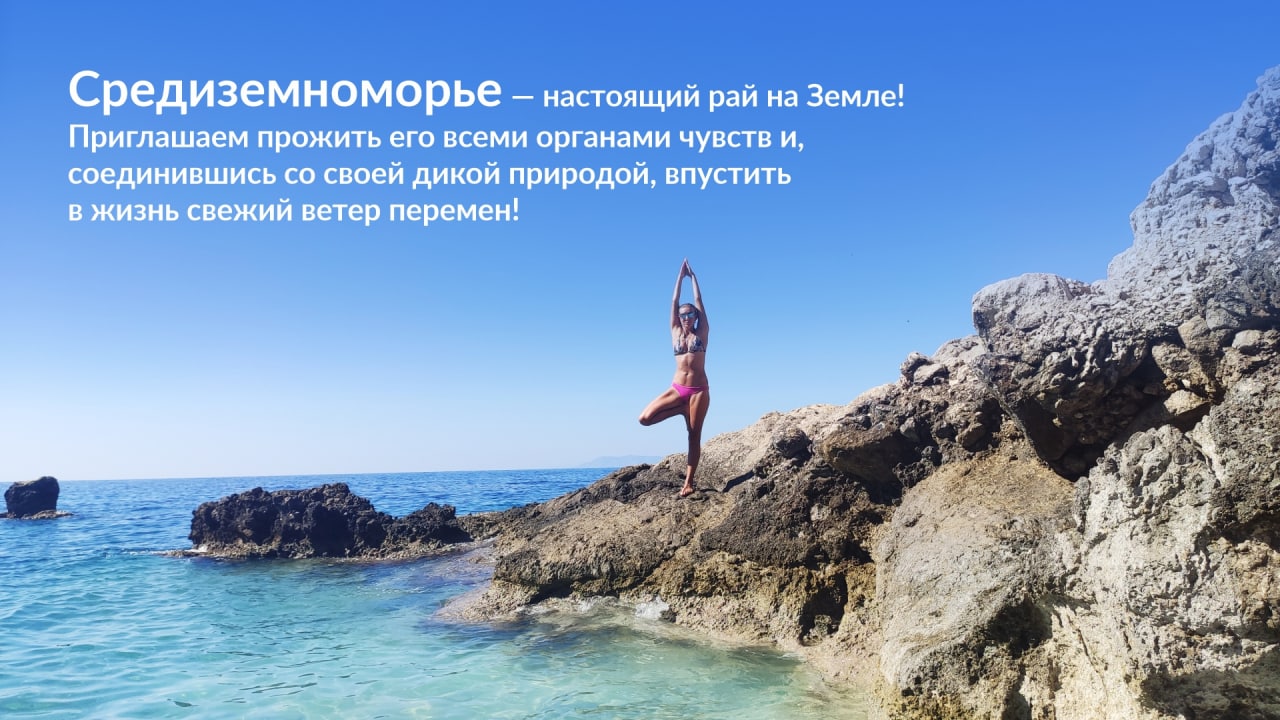 Средиземноморье — настоящий рай на Земле!
Приглашаем прожить его всеми органами чувств и,
соединившись со своей дикой природой, впустить
в жизнь свежий ветер перемен!